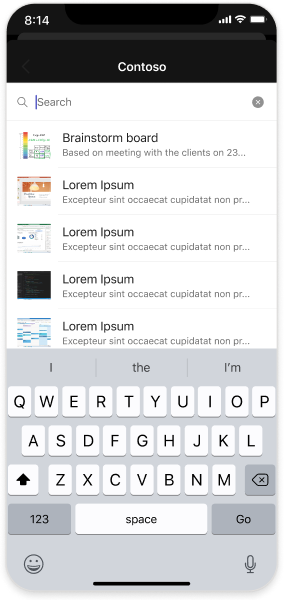 8:14
Contoso
Search
Brainstorm board
Based on meeting with the clients on 23...
Lorem Ipsum
Excepteur sint occaecat cupidatat non pr...
Lorem Ipsum
Excepteur sint occaecat cupidatat non pr...
Lorem Ipsum
Excepteur sint occaecat cupidatat non pr...
Lorem Ipsum
Excepteur sint occaecat cupidatat non pr...
I the I'm
Q W E R T Y U I O P
A S D F G H J K L
Z X C V B N M
123 space Go